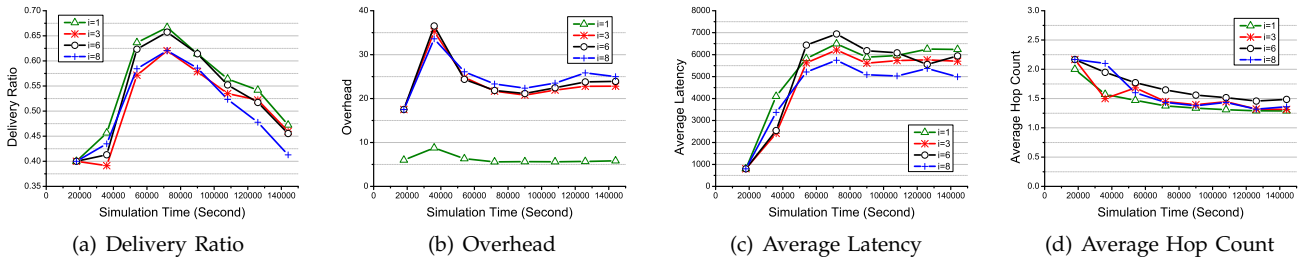 0.70
0.65
0.60
0.55
0.50
0.45
0.40
0.35
Delivery Ratio
i=1
i=3
i=6
i=8
0 20000 40000 60000 80000 100000 120000 140000
Simulation Time (Second)
(a) Delivery Ratio
40
30
20
10
0
Overhead
i=1
i=3
i=6
i=8
0 20000 40000 60000 80000 100000 120000 140000
Simulation Time (Second)
(b) Overhead
8000
7000
6000
5000
4000
3000
2000
1000
0
Average Latency
i=1
i=3
i=6
i=8
0 20000 40000 60000 80000 100000 120000 140000
Simulation Time (Second)
(c) Average Latency
3.0
2.5
2.0
1.5
1.0
0.5
0.0
Average Hop Count
i=1
i=3
i=6
i=8
0 20000 40000 60000 80000 100000 120000 140000
Simulation Time (Second)
(d) Average Hop Count